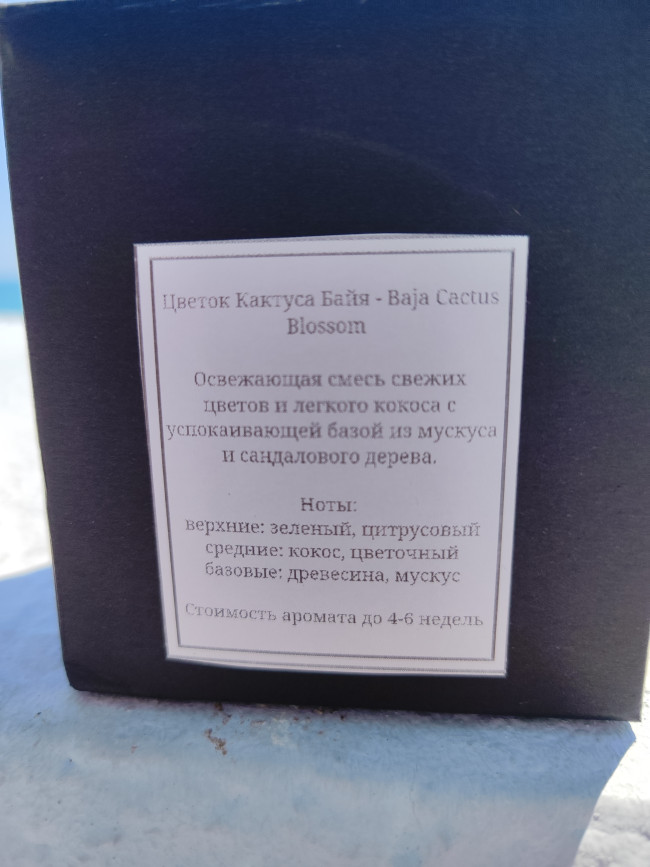 Цветок Кактуса Байя - Baja Cactus
Blossom
Освежающая смесь свежих
цветов и легкого кокоса с
успокаивающей базой из мускуса
и сандалового дерева.
Ноты:
верхние: зеленый, цитрусовый
средние: кокос, цветочный
базовые: древесина, мускус
Стоимость аромата до 4-6 недель